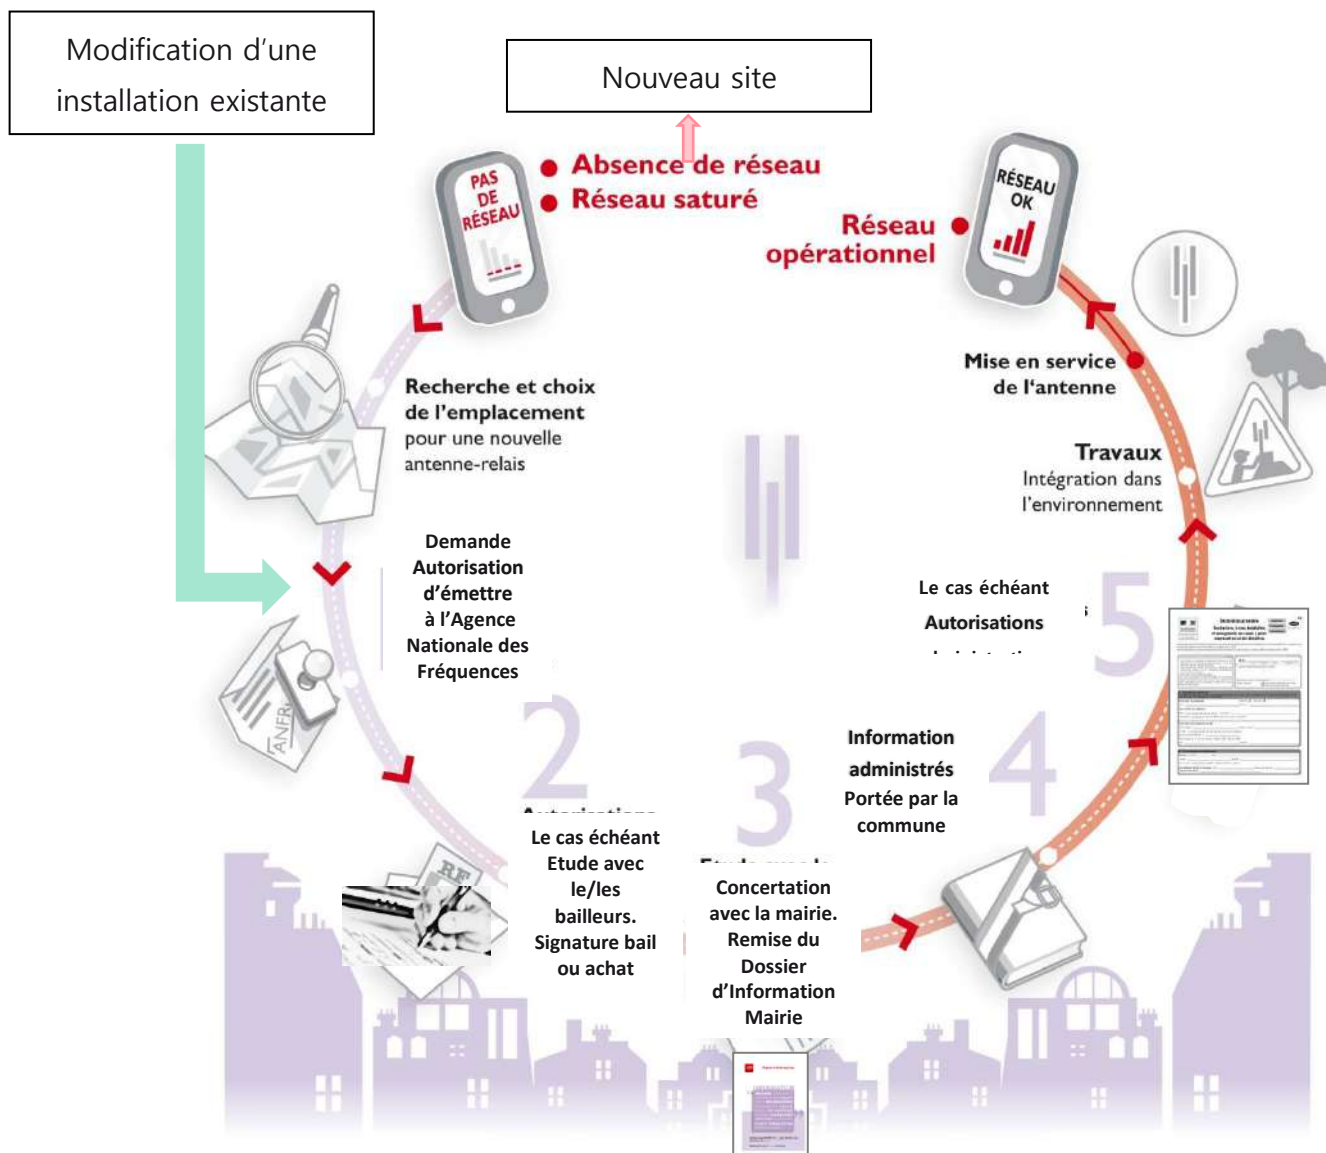 Modification d’une
installation existante
Nouveau site
PAS
DE
RÉSEAU
Absence de réseau
Réseau saturé
RÉSEAU
OK
Réseau
opérationnel
Recherche et choix
de l’emplacement
pour une nouvelle
antenne-relais
Mise en service
de l‘antenne
Travaux
Intégration dans
l’environnement
Demande
Autorisation
d’émettre
à l’Agence
Nationale des
Fréquences
ANFR
2
Le cas échéant
Etude avec
le/les
bailleurs.
Signature bail
ou achat
RF
3
Concertation
avec la mairie.
Remise du
Dossier
d’Information
Mairie
4
Information
administrés
Portée par la
commune
5
Le cas échéant
Autorisations